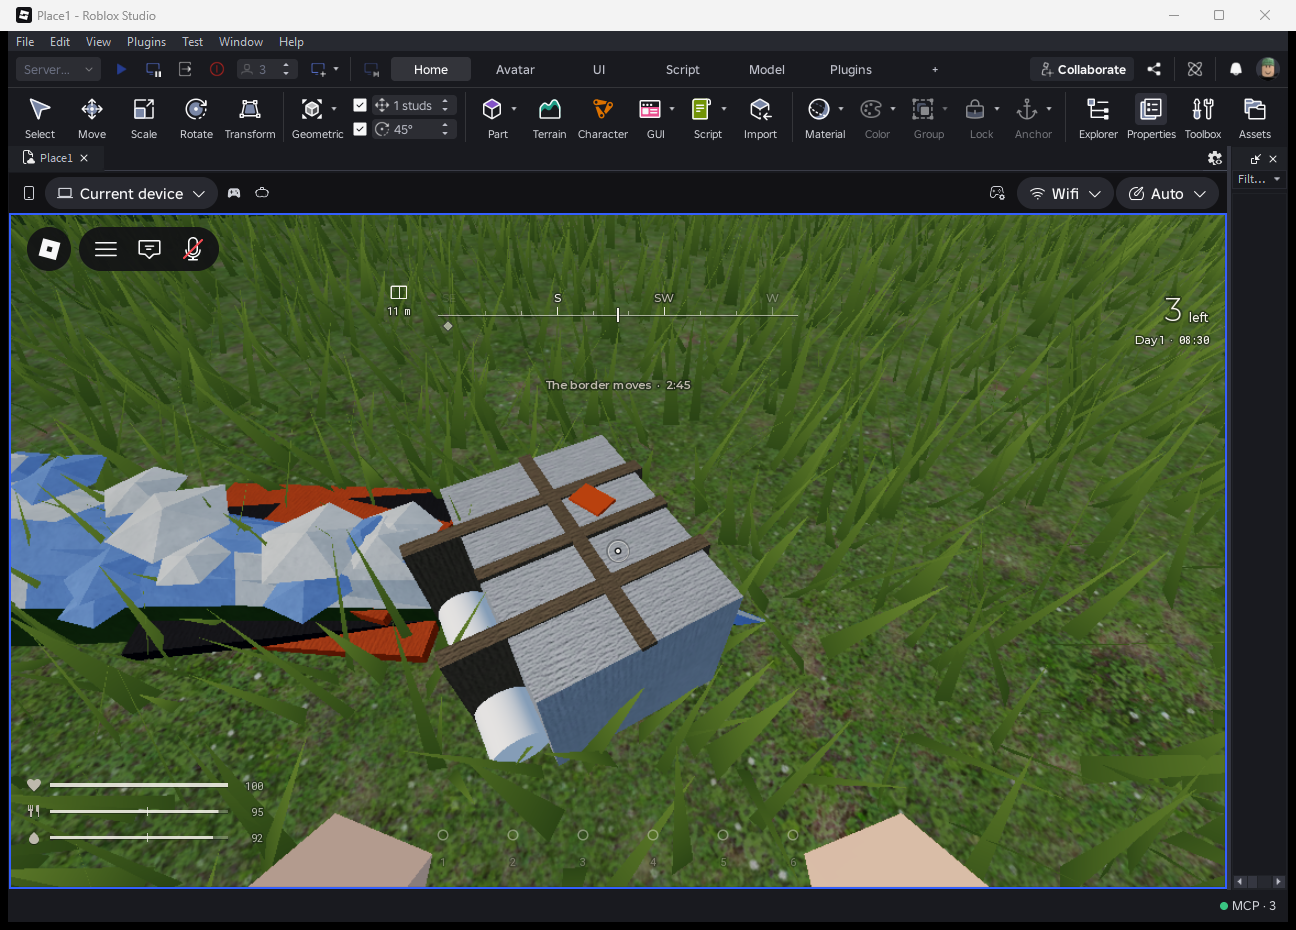 Place1 - Roblox Studio
File Edit View Plugins Test Window Help
Server... 3 Home Avatar UI Script Model Plugins + Collaborate
1 studs
45°
Select Move Scale Rotate Transform Geometric Part Terrain Character GUI Script Import Material Color Group Lock Anchor Explorer Properties Toolbox Assets
Place1
Filt...
Current device Wifi Auto
S SW W
11 m
3 left
Day 1 · 08:30
The border moves · 2:45
100
95
92
1 2 3 4 5 6
MCP · 3